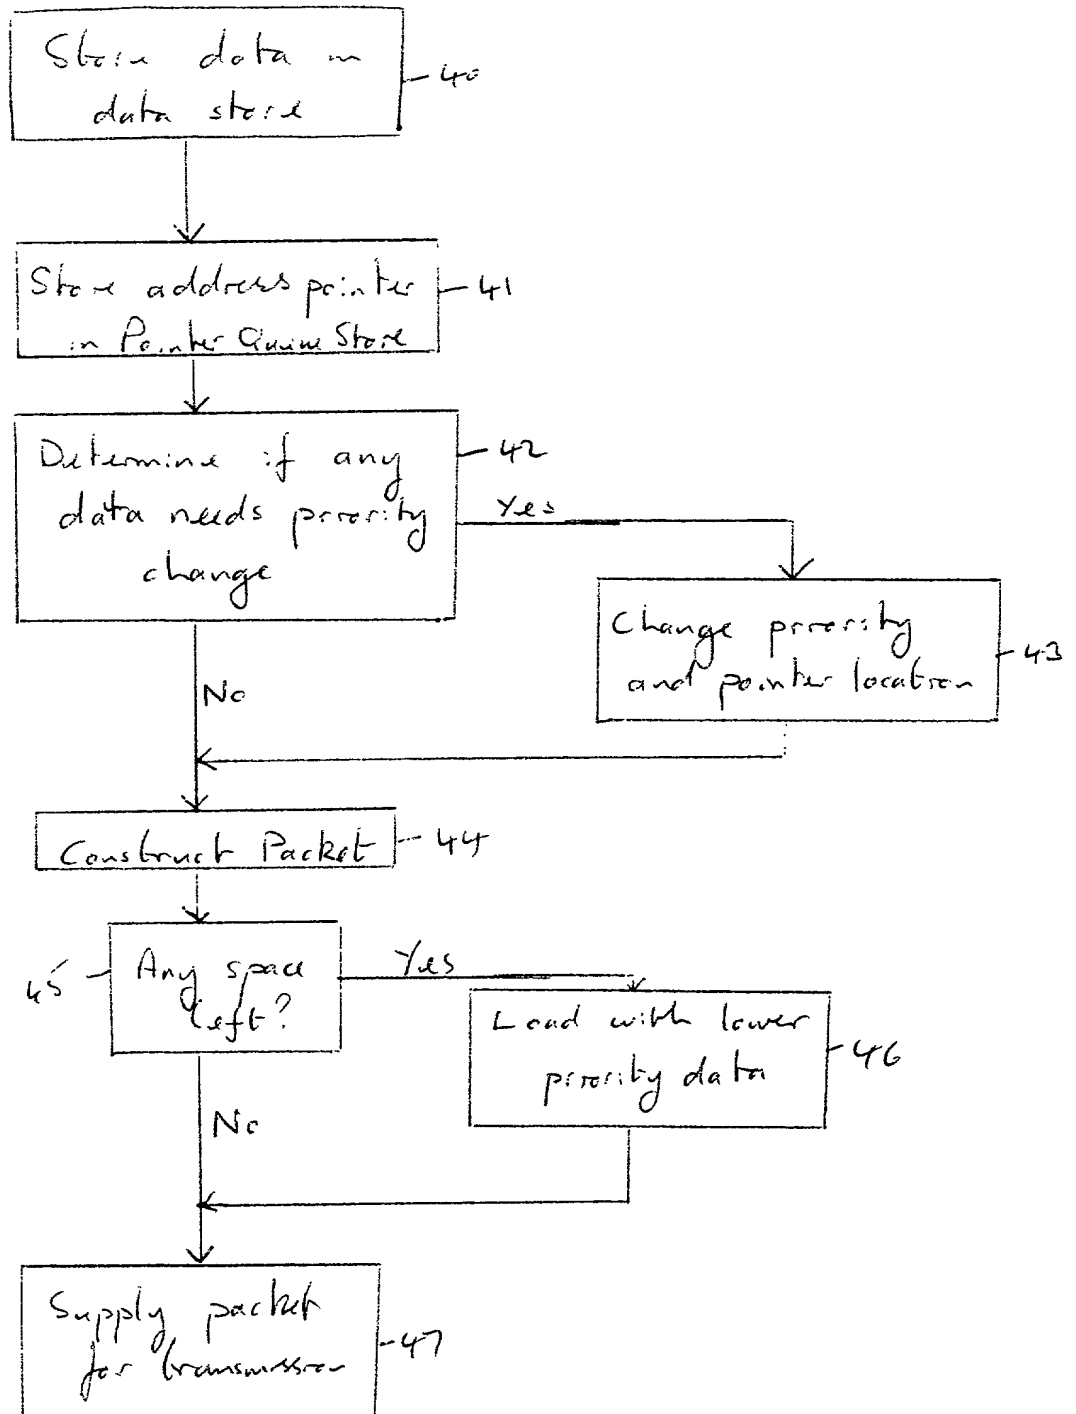 Store data in
data store
40
Store address pointer
in Pointer Queue Store
41
Determine if any
data needs priority
change
42
Yes
Change priority
and pointer location
43
No
Construct Packet
44
Any space
left?
45
Yes
Load with lower
priority data
46
No
Supply packet
for transmission
47